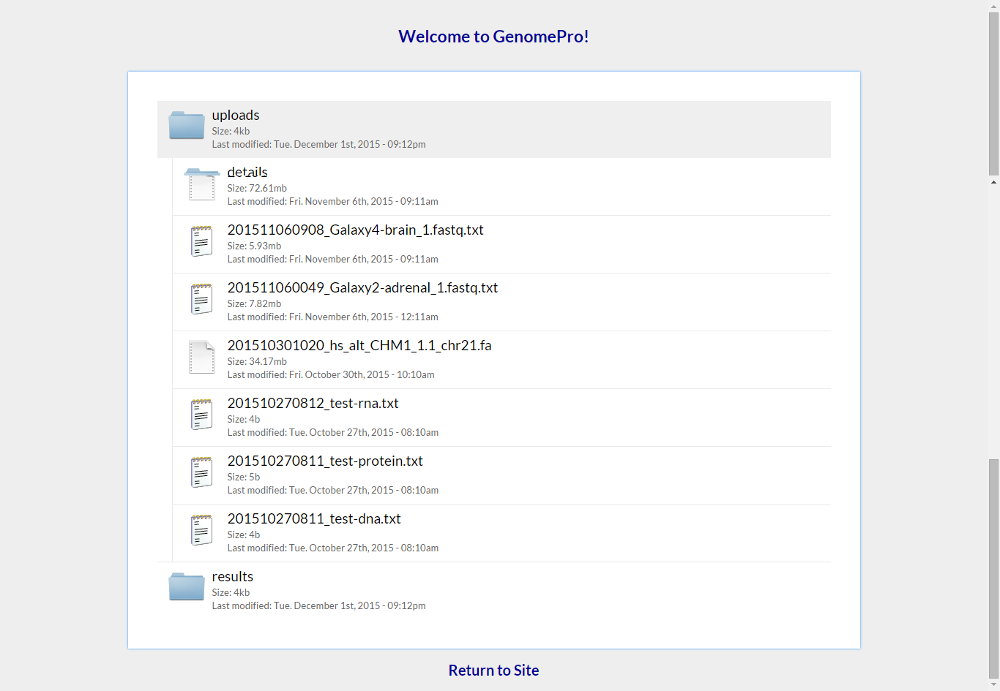 Welcome to GenomePro!
uploads
Size: 4kb
Last modified: Tue. December 1st, 2015 - 09:12pm
details
Size: 72.61mb
Last modified: Fri. November 6th, 2015 - 09:11am
201511060908_Galaxy4-brain_1.fastq.txt
Size: 5.93mb
Last modified: Fri. November 6th, 2015 - 09:11am
201511060049_Galaxy2-adrenal_1.fastq.txt
Size: 7.82mb
Last modified: Fri. November 6th, 2015 - 12:11am
201510301020_hs_alt_CHM1_1.1_chr21.fa
Size: 34.17mb
Last modified: Fri. October 30th, 2015 - 10:10am
201510270812_test-rna.txt
Size: 4b
Last modified: Tue. October 27th, 2015 - 08:10am
201510270811_test-protein.txt
Size: 5b
Last modified: Tue. October 27th, 2015 - 08:10am
201510270811_test-dna.txt
Size: 4b
Last modified: Tue. October 27th, 2015 - 08:10am
results
Size: 4kb
Last modified: Tue. December 1st, 2015 - 09:12pm
Return to Site